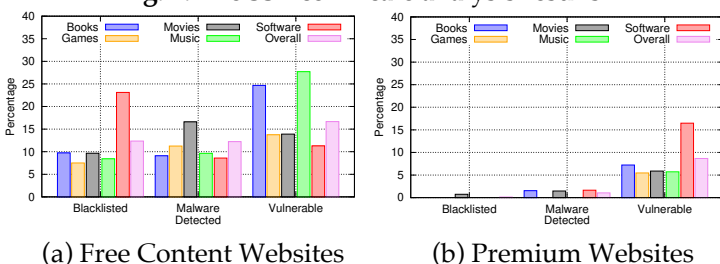 40
35
30
25
20
15
10
5
0
Percentage
Books
Games
Movies
Music
Software
Overall
Blacklisted
Malware
Detected
Vulnerable
(a) Free Content Websites
40
35
30
25
20
15
10
5
0
Percentage
Books
Games
Movies
Music
Software
Overall
Blacklisted
Malware
Detected
Vulnerable
(b) Premium Websites